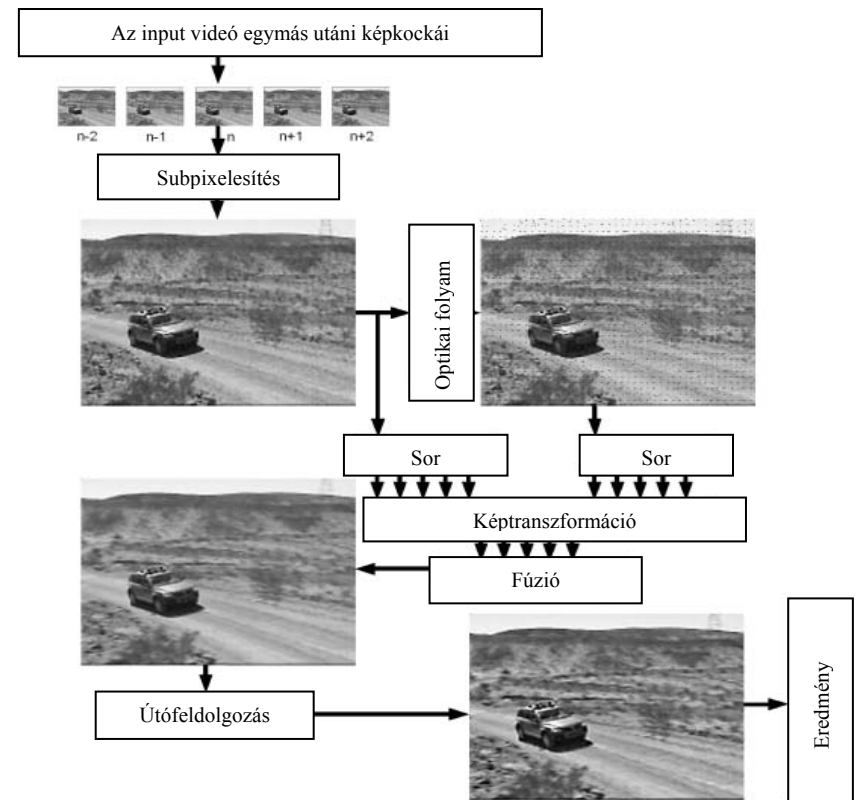 Az input videó egymás utáni képkockái
n-2
n-1
n
n+1
n+2
Subpixelesítés
Optikai folyam
Sor
Sor
Képtranszformáció
Fúzió
Útófeldolgozás
Eredmény